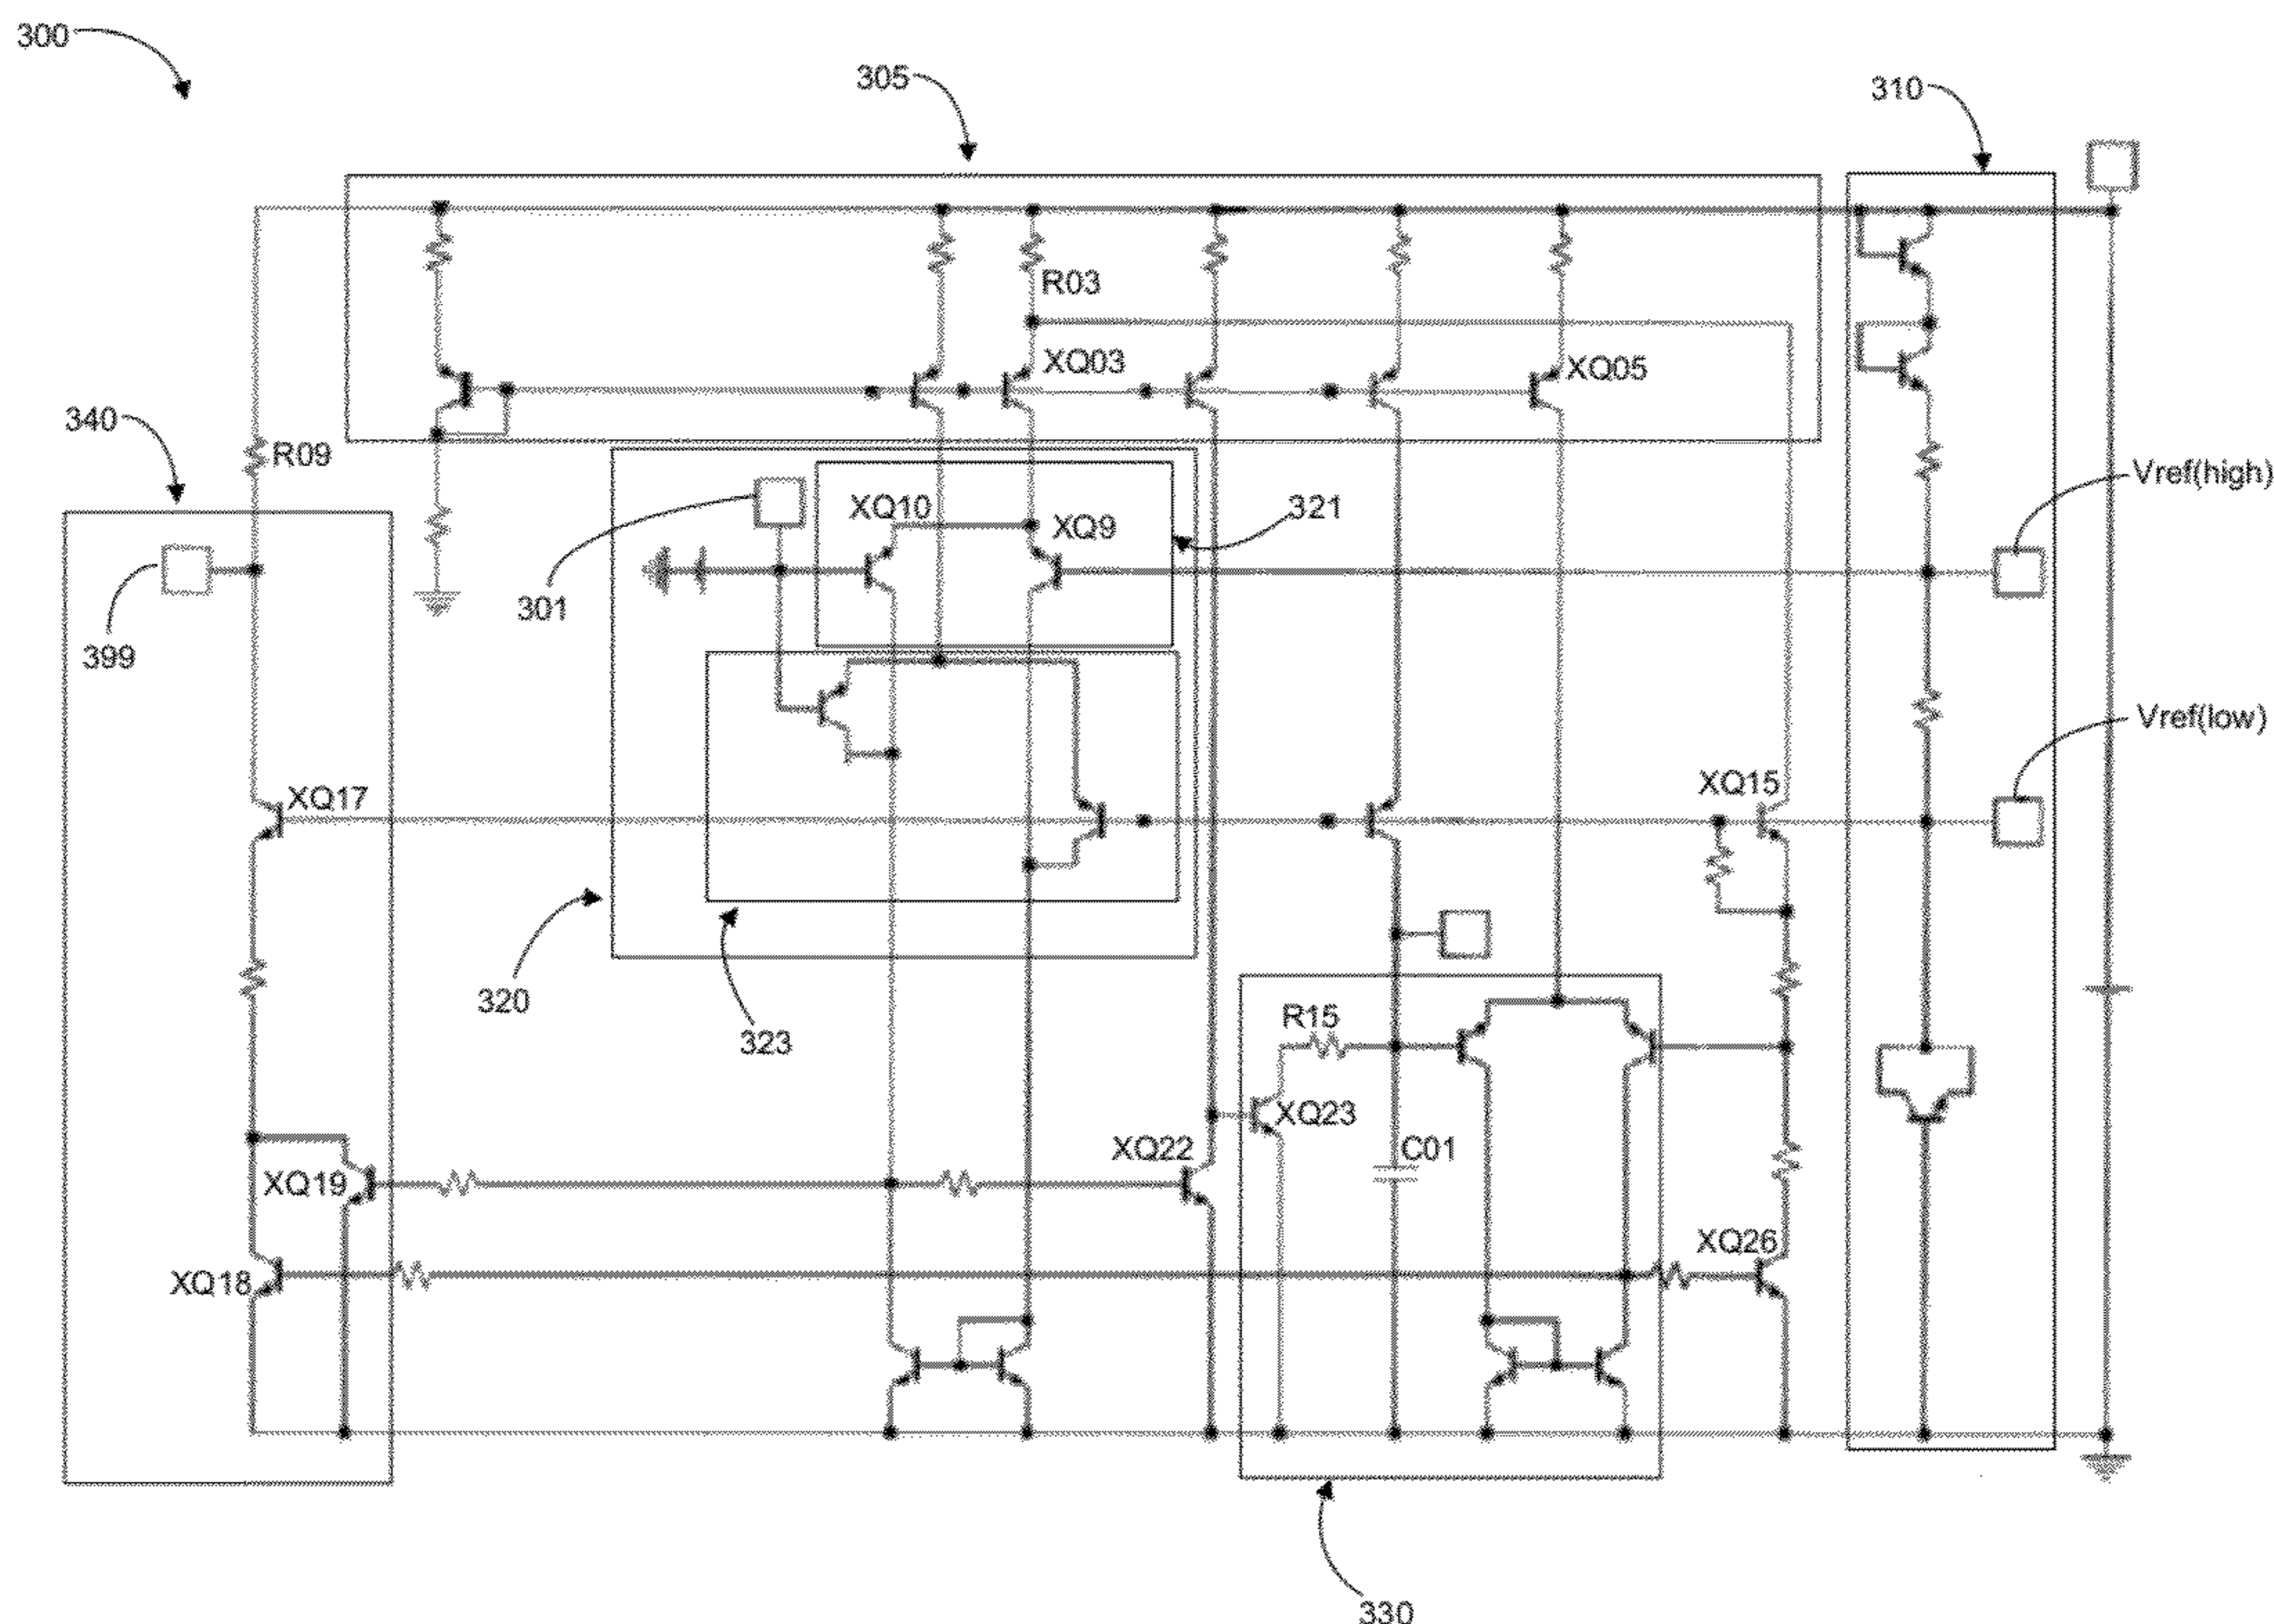 300
305
310
R03
XQ03
XQ05
340
R09
Vref(high)
XQ10
321
XQ9
301
399
Vref(low)
XQ15
XQ17
320
R15
323
XQ23
XQ22
C01
XQ19
XQ26
XQ18
330